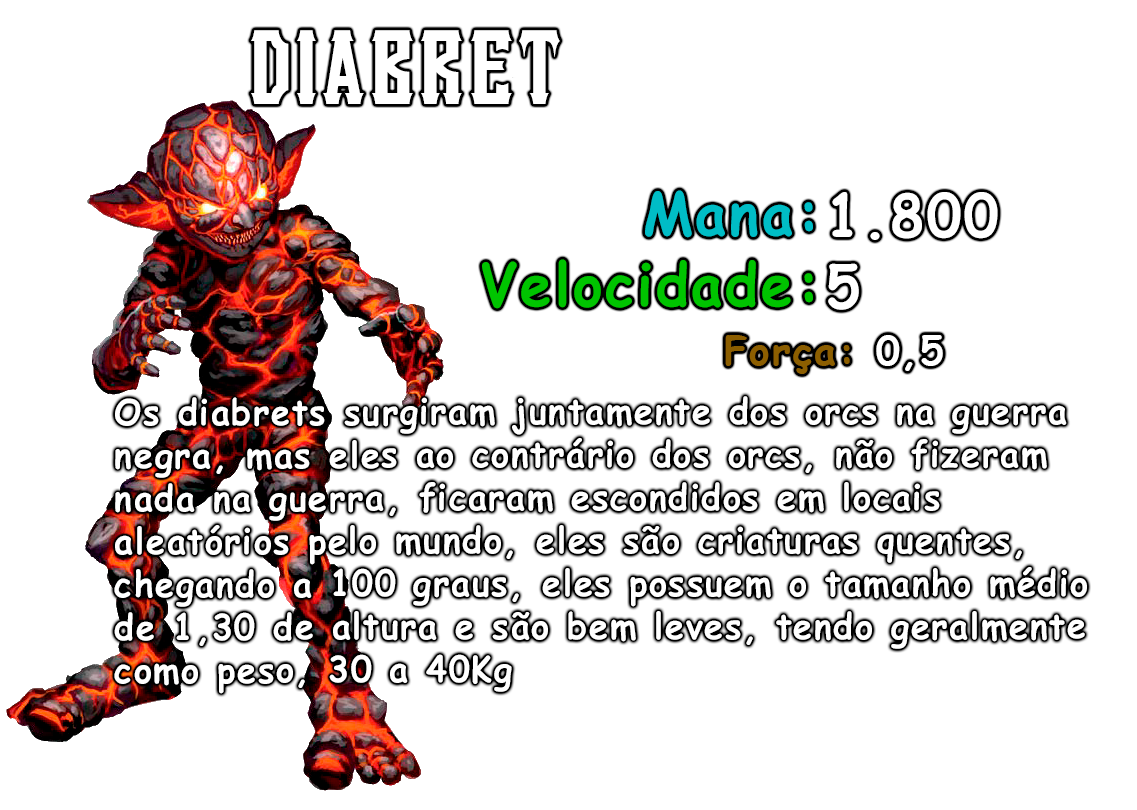 DIABRET
Mana:1.800
Velocidade:5
Força: 0,5
Os diabrets surgiram juntamente dos orcs na guerra
negra, mas eles ao contrário dos orcs, não fizeram
nada na guerra, ficaram escondidos em locais
aleatórios pelo mundo, eles são criaturas quentes,
chegando a 100 graus, eles possuem o tamanho médio
de 1,30 de altura e são bem leves, tendo geralmente
como peso, 30 a 40Kg